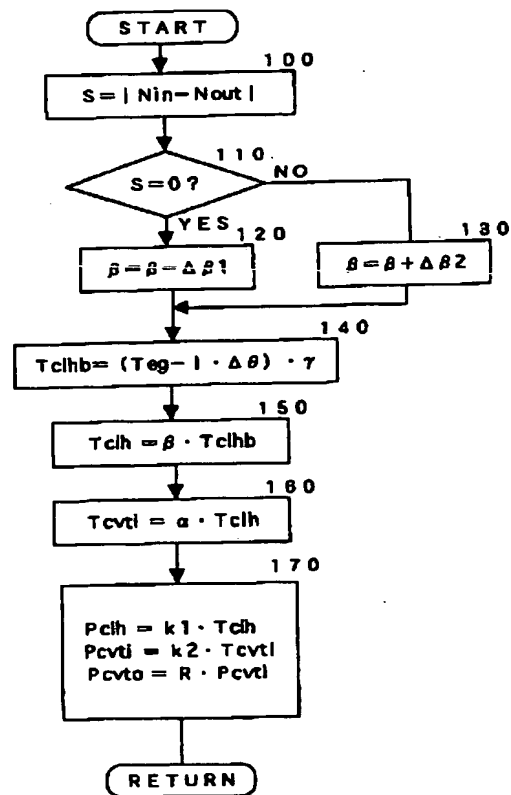 START
100
S=| Nin-Nout |
110
S=0?
NO
YES
120
130
β=β-Δβ1
β=β+Δβ2
140
Tclhb=(Teg-I·Δθ)·γ
150
Tclh=β·Tclhb
160
Tcvti=α·Tclh
170
Pclh=k1·Tclh
Pcvti=k2·Tcvti
Pcvto=R·Pcvti
RETURN